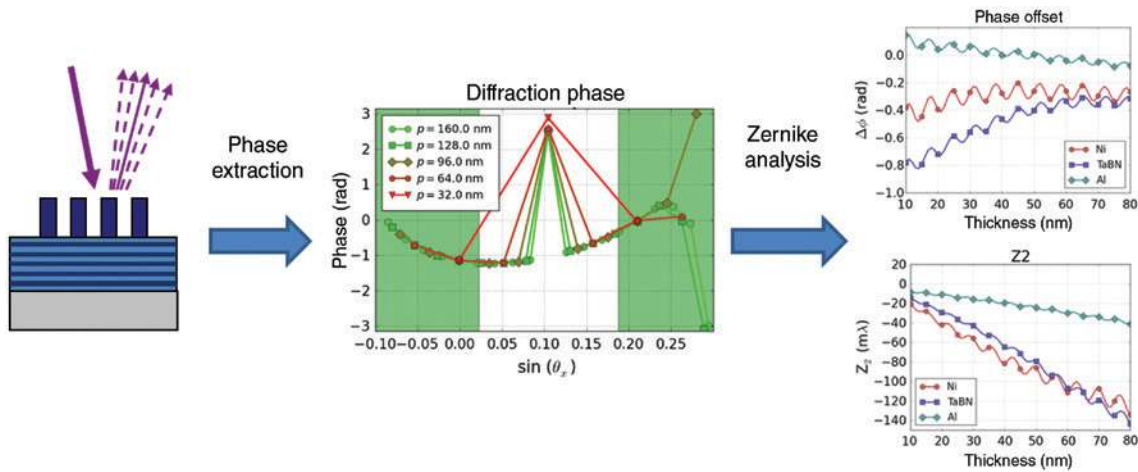 Phase
extraction
Diffraction phase
Phase (rad)
3
2
1
0
−1
−2
−3
p = 160.0 nm
p = 128.0 nm
p = 96.0 nm
p = 64.0 nm
p = 32.0 nm
−0.10 −0.05 0.00 0.05 0.10 0.15 0.20 0.25
sin (θx)
Zernike
analysis
Phase offset
Δϕ (rad)
0.0
−0.2
−0.4
−0.6
−0.8
−1.0
Ni
TaBN
Al
10 20 30 40 50 60 70 80
Thickness (nm)
Z2
Z2 (mλ)
20
0
−20
−40
−60
−80
−100
−120
−140
Ni
TaBN
Al
10 20 30 40 50 60 70 80
Thickness (nm)